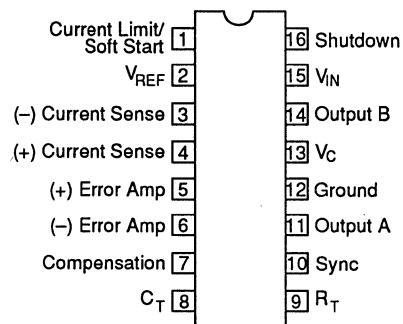 Current Limit/
Soft Start 1
VREF 2
(–) Current Sense 3
(+) Current Sense 4
(+) Error Amp 5
(–) Error Amp 6
Compensation 7
CT 8
16 Shutdown
15 VIN
14 Output B
13 VC
12 Ground
11 Output A
10 Sync
9 RT